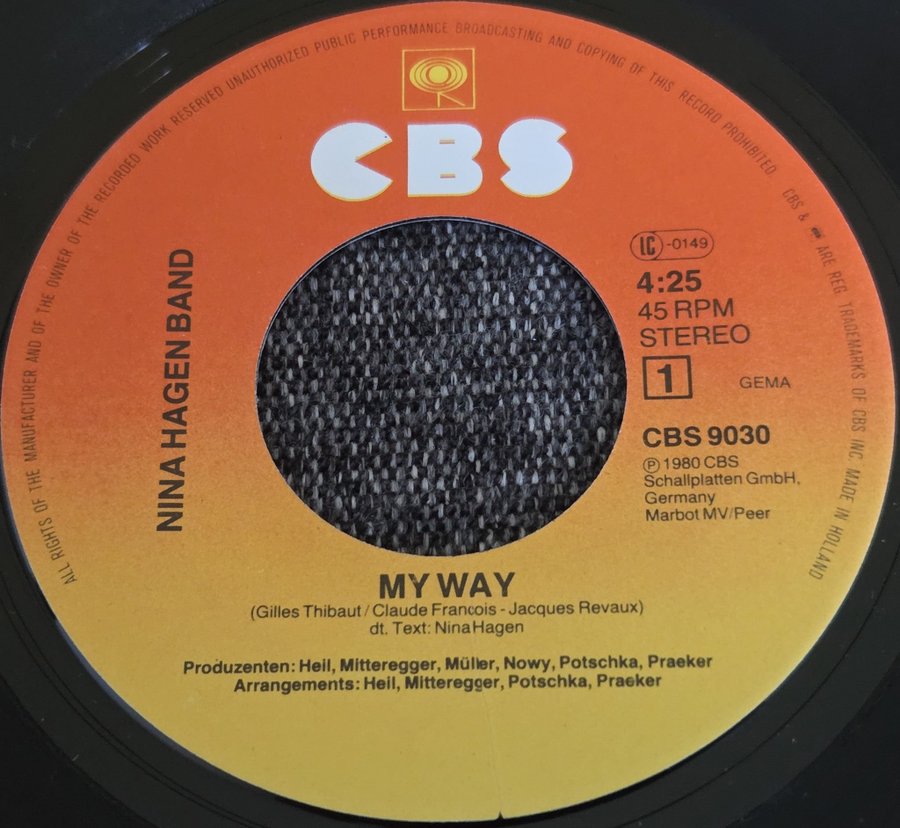 ALL RIGHTS OF THE MANUFACTURER AND OF THE OWNER OF THE RECORDED WORK RESERVED UNAUTHORIZED PUBLIC PERFORMANCE BROADCASTING AND COPYING OF THIS RECORD PROHIBITED CBS & ARE REG TRADEMARKS OF CBS INC MADE IN HOLLAND
CBS
NINA HAGEN BAND
LC-0149
4:25
45 RPM
STEREO
1 GEMA
CBS 9030
Ⓟ 1980 CBS
Schallplatten GmbH,
Germany
Marbot MV/Peer
MY WAY
(Gilles Thibaut / Claude Francois - Jacques Revaux)
dt. Text: Nina Hagen
Produzenten: Heil, Mitteregger, Müller, Nowy, Potschka, Praeker
Arrangements: Heil, Mitteregger, Potschka, Praeker